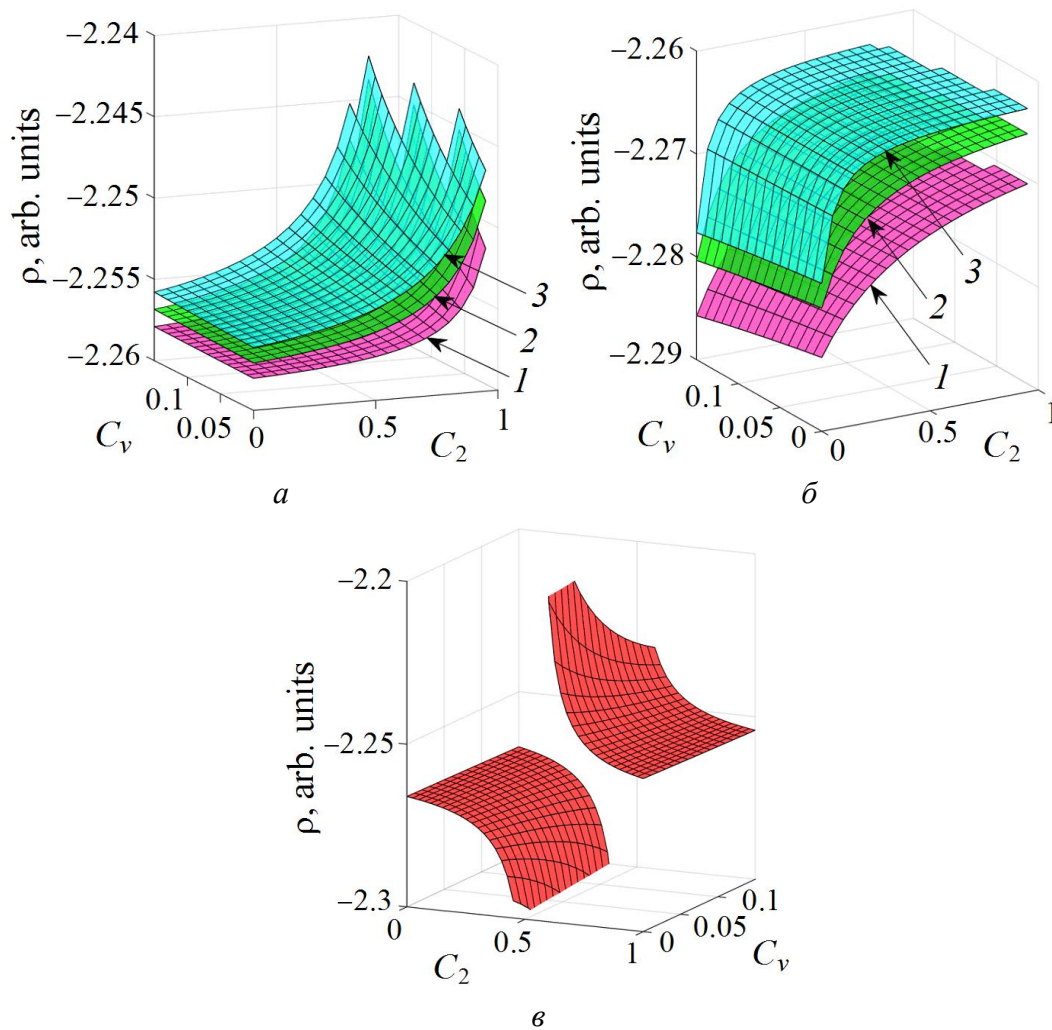 −2.24
−2.245
−2.25
−2.255
−2.26
ρ, arb. units
0.1
0.05
0
C_v
0.5
1
C_2
3
2
1
а
−2.26
−2.27
−2.28
−2.29
ρ, arb. units
0.1
0.05
0
C_v
0
0.5
1
C_2
3
2
1
б
−2.2
−2.25
−2.3
ρ, arb. units
0
0.5
1
C_2
0
0.05
0.1
C_v
в